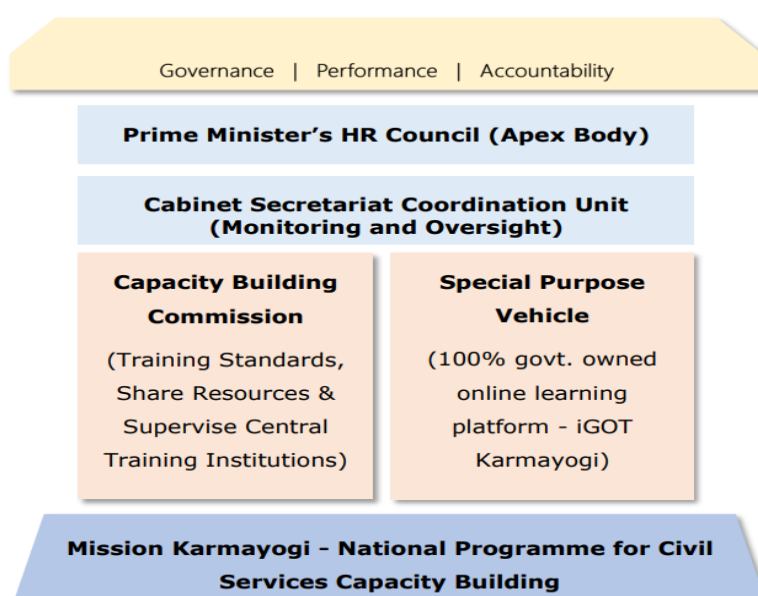 Governance | Performance | Accountability
Prime Minister’s HR Council (Apex Body)
Cabinet Secretariat Coordination Unit
(Monitoring and Oversight)
Capacity Building
Commission
(Training Standards,
Share Resources &
Supervise Central
Training Institutions)
Special Purpose
Vehicle
(100% govt. owned
online learning
platform - iGOT
Karmayogi)
Mission Karmayogi - National Programme for Civil
Services Capacity Building